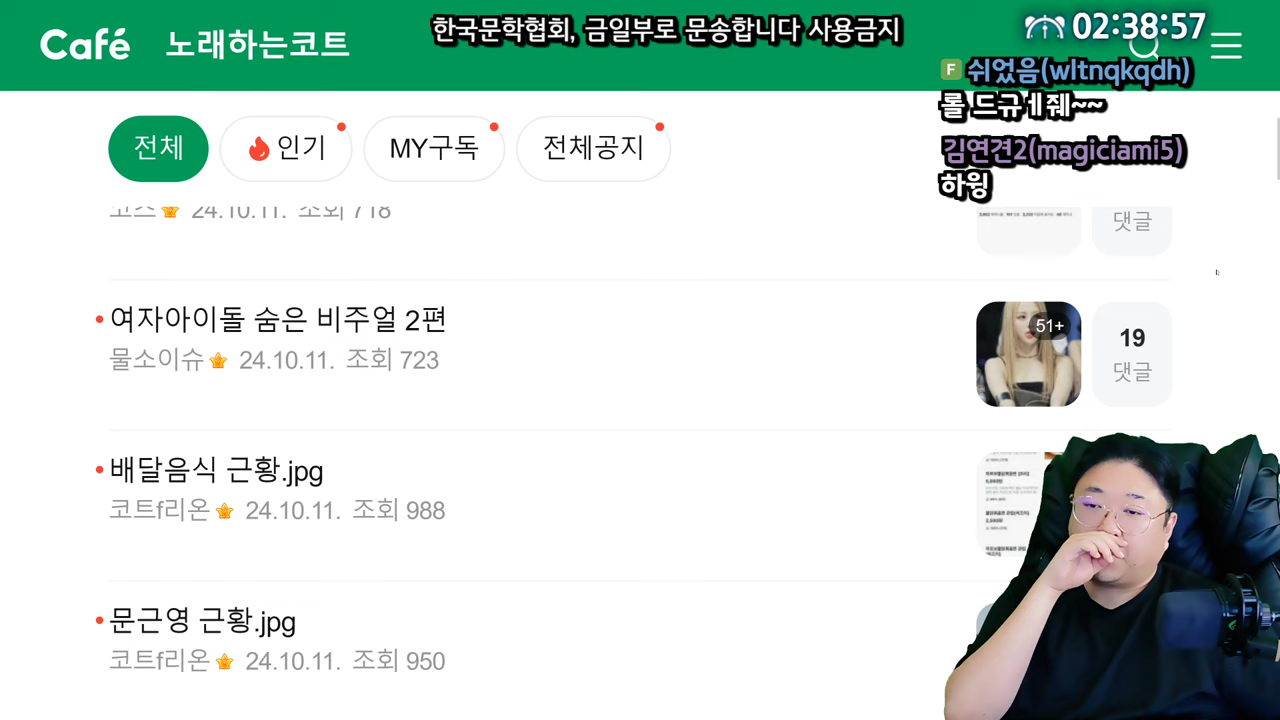 Café 노래하는코트
한국문학협회, 금일부로 문송합니다 사용금지
02:38:57
F 쉬었음(wltnqkqdh)
롤 드규ㅔ줴~~
김연견2(magiciami5)
하윙
전체 인기 MY구독 전체공지
코스 24.10.11. 조회 718
댓글
여자아이돌 숨은 비주얼 2편
물소이슈 24.10.11. 조회 723
51+
19
댓글
배달음식 근황.jpg
코트f리온 24.10.11. 조회 988
문근영 근황.jpg
코트f리온 24.10.11. 조회 950